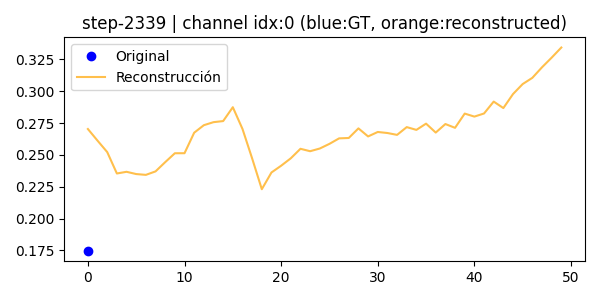 step-2339 | channel idx:0 (blue:GT, orange:reconstructed)
Original
Reconstrucción
0.325
0.300
0.275
0.250
0.225
0.200
0.175
0 10 20 30 40 50